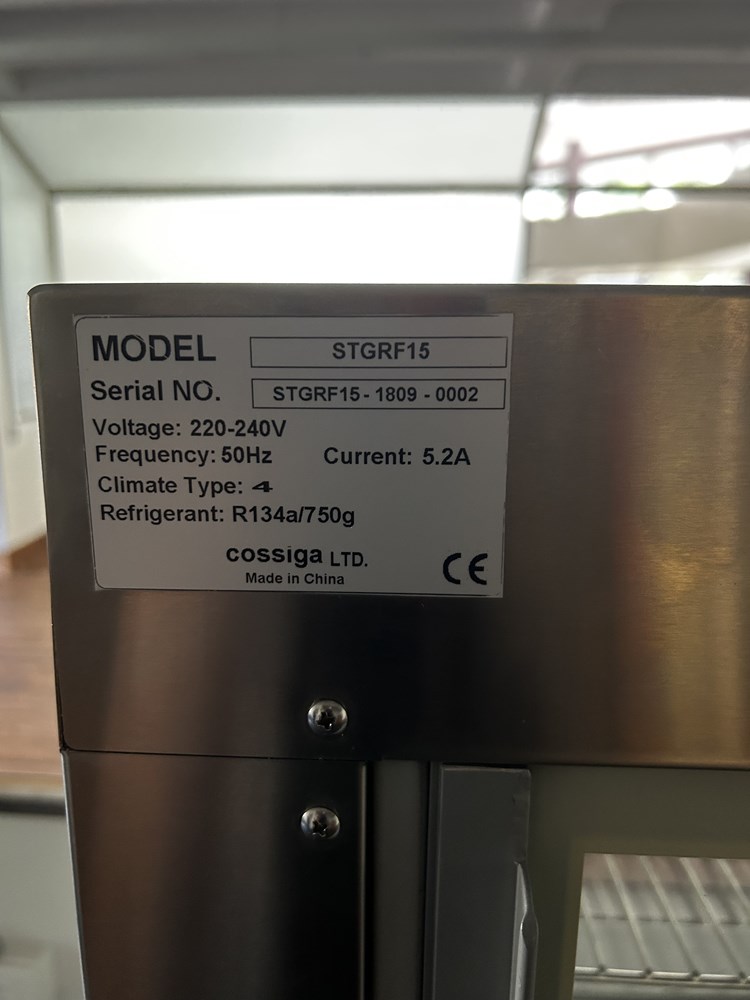 MODEL STGRF15
Serial NO. STGRF15-1809-0002
Voltage: 220-240V
Frequency: 50Hz Current: 5.2A
Climate Type: 4
Refrigerant: R134a/750g
cossiga LTD.
Made in China
CE